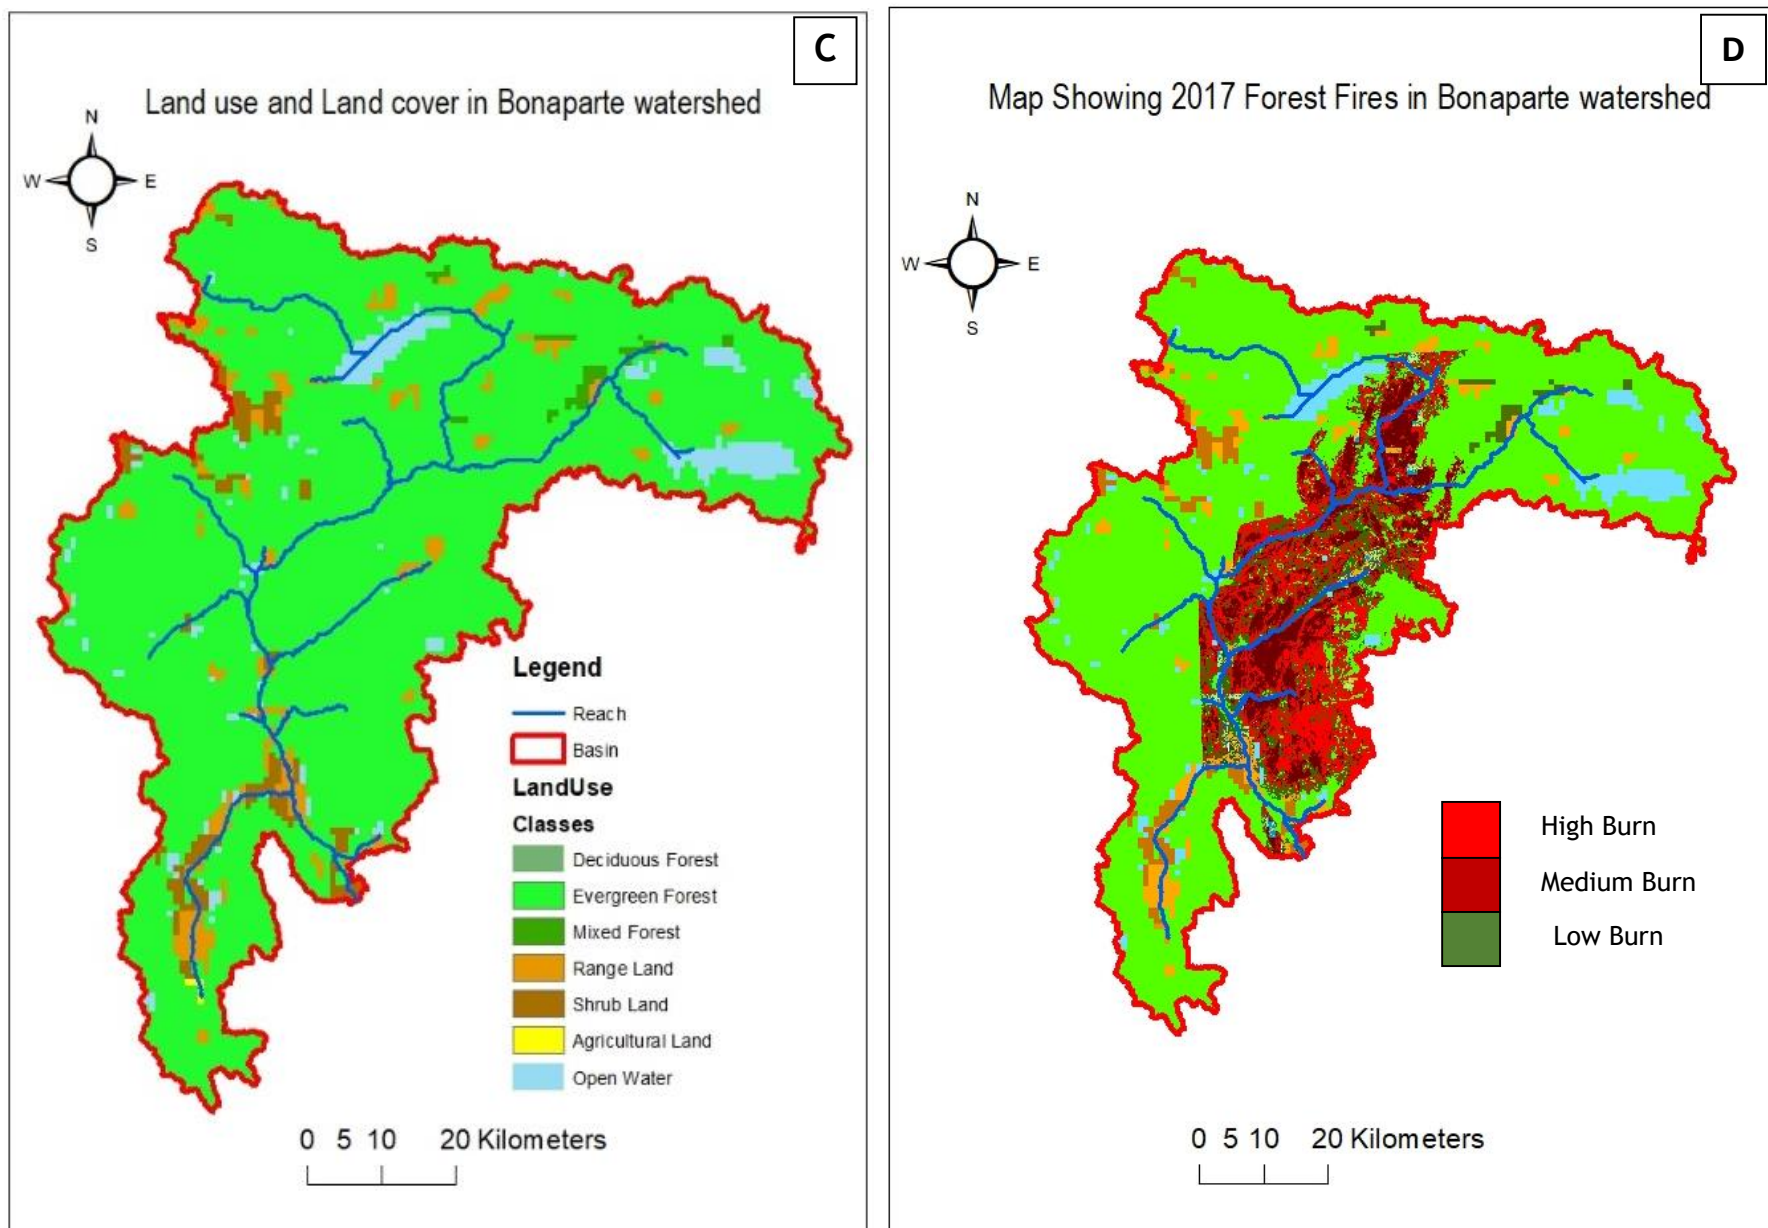 C
Land use and Land cover in Bonaparte watershed
N
W
E
S
Legend
Reach
Basin
LandUse
Classes
Deciduous Forest
Evergreen Forest
Mixed Forest
Range Land
Shrub Land
Agricultural Land
Open Water
0 5 10 20 Kilometers
D
Map Showing 2017 Forest Fires in Bonaparte watershed
N
W
E
S
High Burn
Medium Burn
Low Burn
0 5 10 20 Kilometers